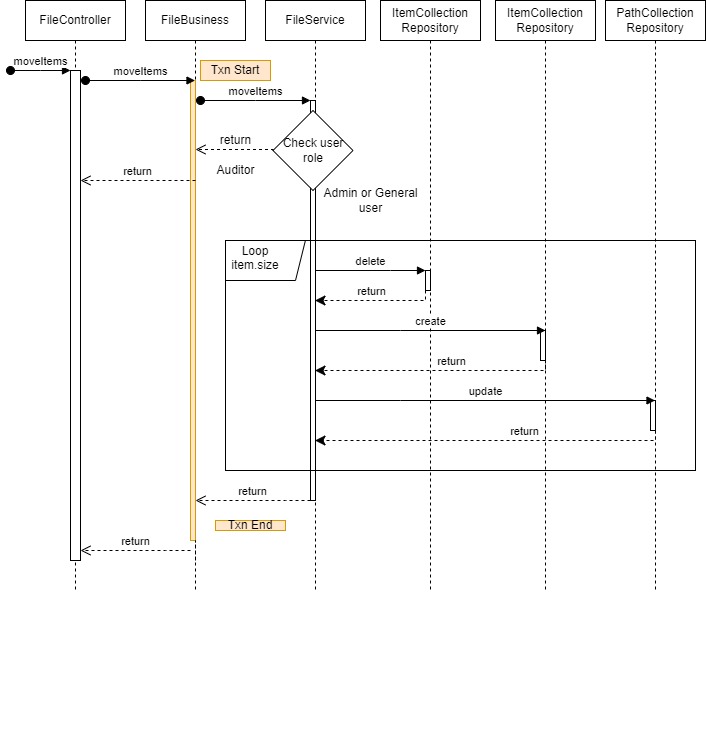 FileController
FileBusiness
FileService
ItemCollection
Repository
ItemCollection
Repository
PathCollection
Repository
moveItems
moveItems
Txn Start
moveItems
return
Check user
role
return
Auditor
Admin or General
user
Loop
item.size
delete
return
create
return
update
return
return
Txn End
return